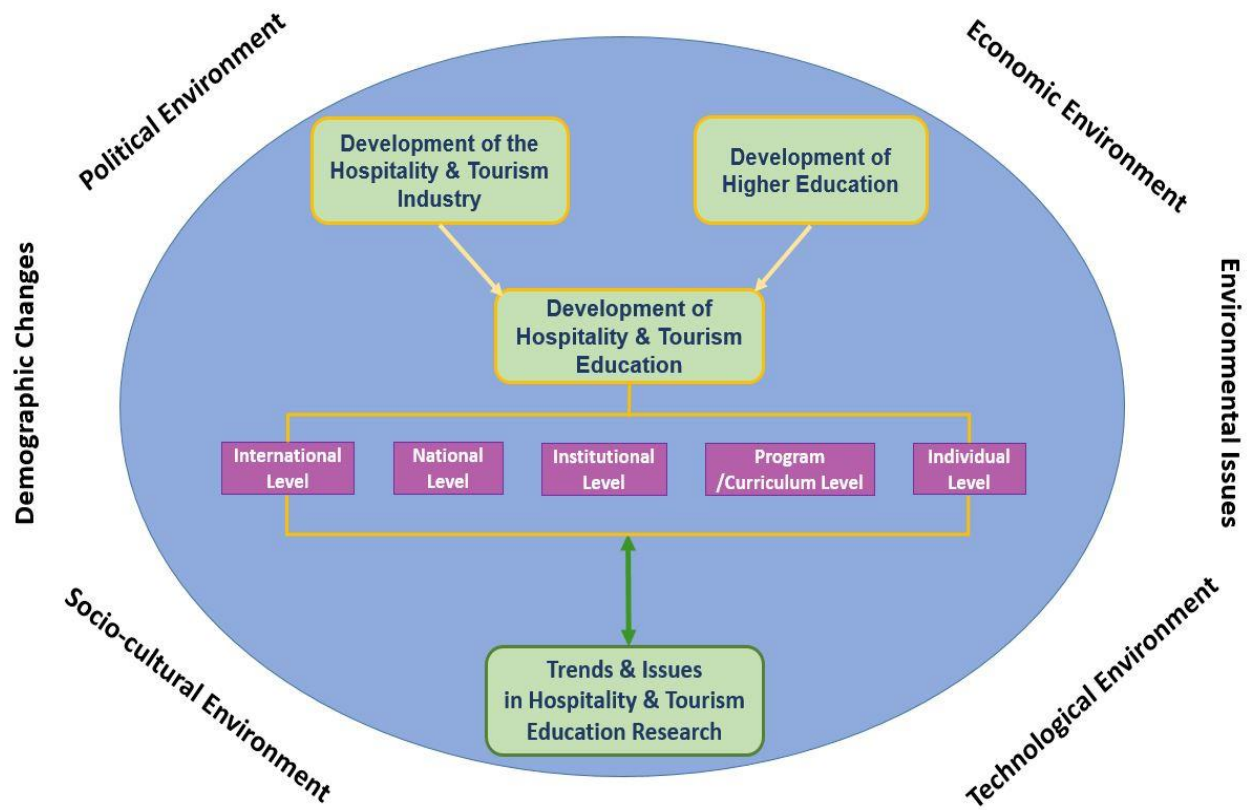 Political Environment
Economic Environment
Development of the
Hospitality & Tourism
Industry
Development of
Higher Education
Demographic Changes
Environmental Issues
Development of
Hospitality & Tourism
Education
International
Level
National
Level
Institutional
Level
Program
/Curriculum Level
Individual
Level
Socio-cultural Environment
Technological Environment
Trends & Issues
in Hospitality & Tourism
Education Research